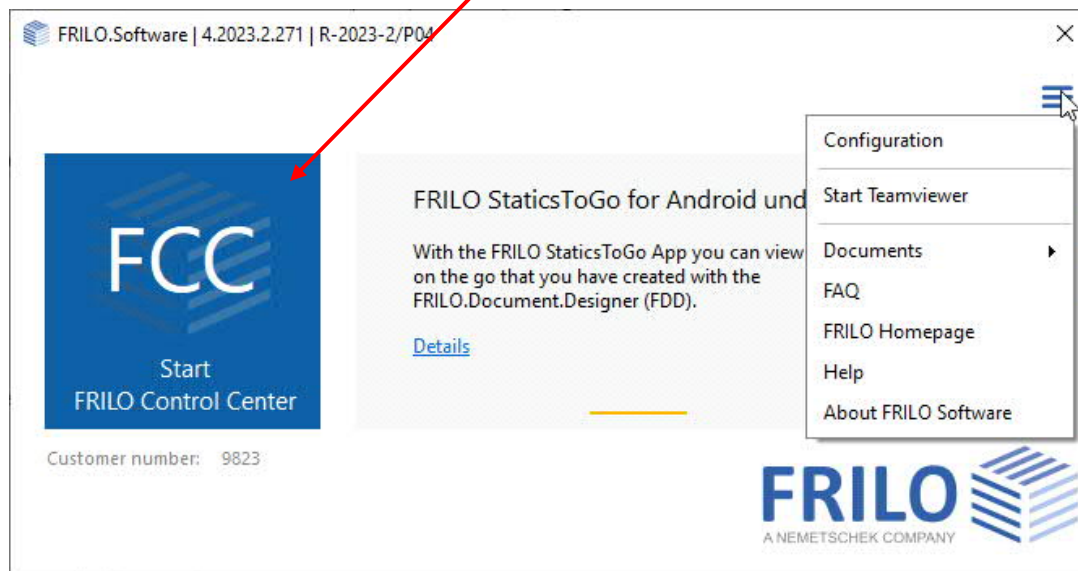 FRILO.Software | 4.2023.2.271 | R-2023-2/P04
Configuration
Start Teamviewer
Documents
FAQ
FRILO Homepage
Help
About FRILO Software
FCC
Start
FRILO Control Center
FRILO StaticsToGo for Android und
With the FRILO StaticsToGo App you can view
on the go that you have created with the
FRILO.Document.Designer (FDD).
Details
Customer number: 9823
FRILO
A NEMETSCHEK COMPANY